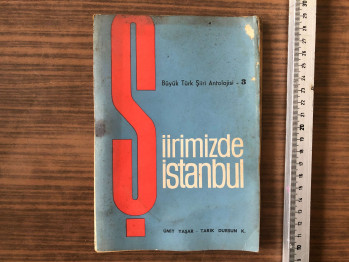 Büyük Türk Şiiri Antolojisi - 3
Şiirimizde
istanbul
ÜMİT YAŞAR - TARIK DURSUN K.